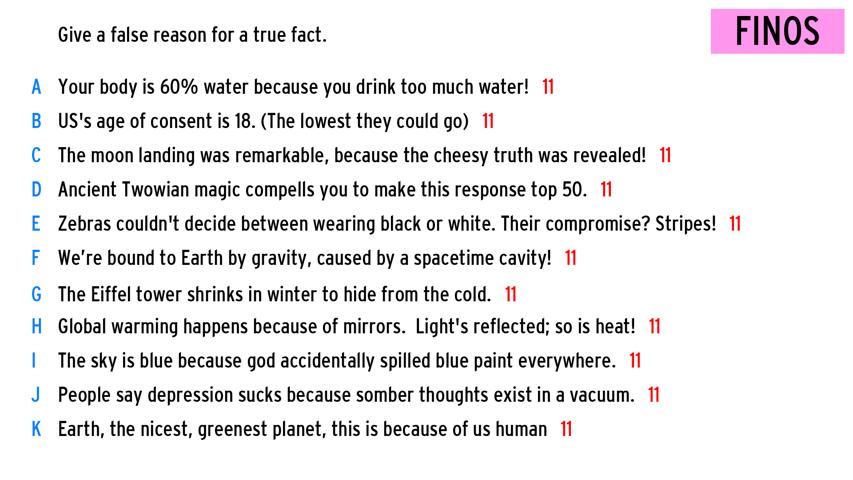 Give a false reason for a true fact.
FINOS
A Your body is 60% water because you drink too much water! 11
B US's age of consent is 18. (The lowest they could go) 11
C The moon landing was remarkable, because the cheesy truth was revealed! 11
D Ancient Twowian magic compells you to make this response top 50. 11
E Zebras couldn't decide between wearing black or white. Their compromise? Stripes! 11
F We’re bound to Earth by gravity, caused by a spacetime cavity! 11
G The Eiffel tower shrinks in winter to hide from the cold. 11
H Global warming happens because of mirrors.  Light's reflected; so is heat! 11
I The sky is blue because god accidentally spilled blue paint everywhere. 11
J People say depression sucks because somber thoughts exist in a vacuum. 11
K Earth, the nicest, greenest planet, this is because of us human 11